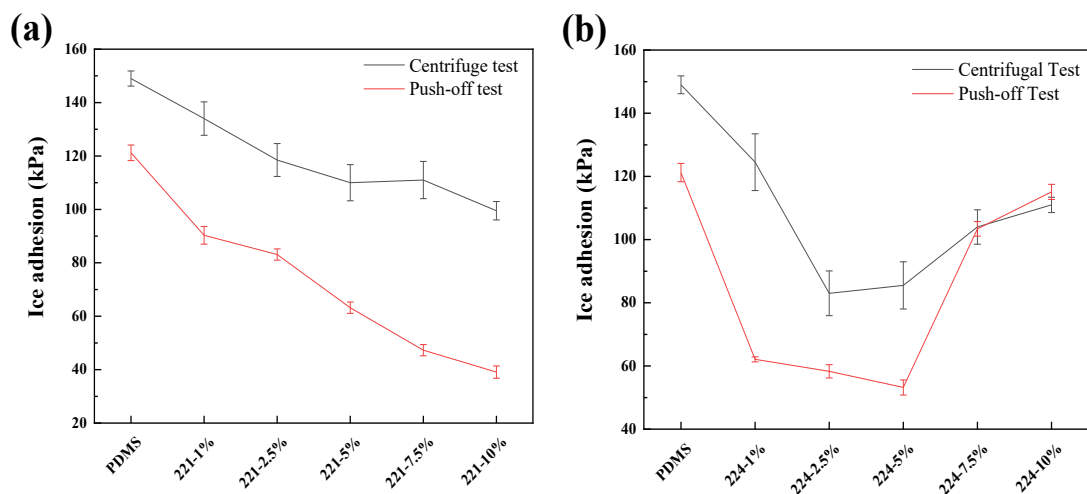 (a)
160
140
120
100
80
60
40
20
Ice adhesion (kPa)
Centrifuge test
Push-off test
PDMS
221-1%
221-2.5%
221-5%
221-7.5%
221-10%
(b)
160
140
120
100
80
60
40
Ice adhesion (kPa)
Centrifugal Test
Push-off Test
PDMS
224-1%
224-2.5%
224-5%
224-7.5%
224-10%